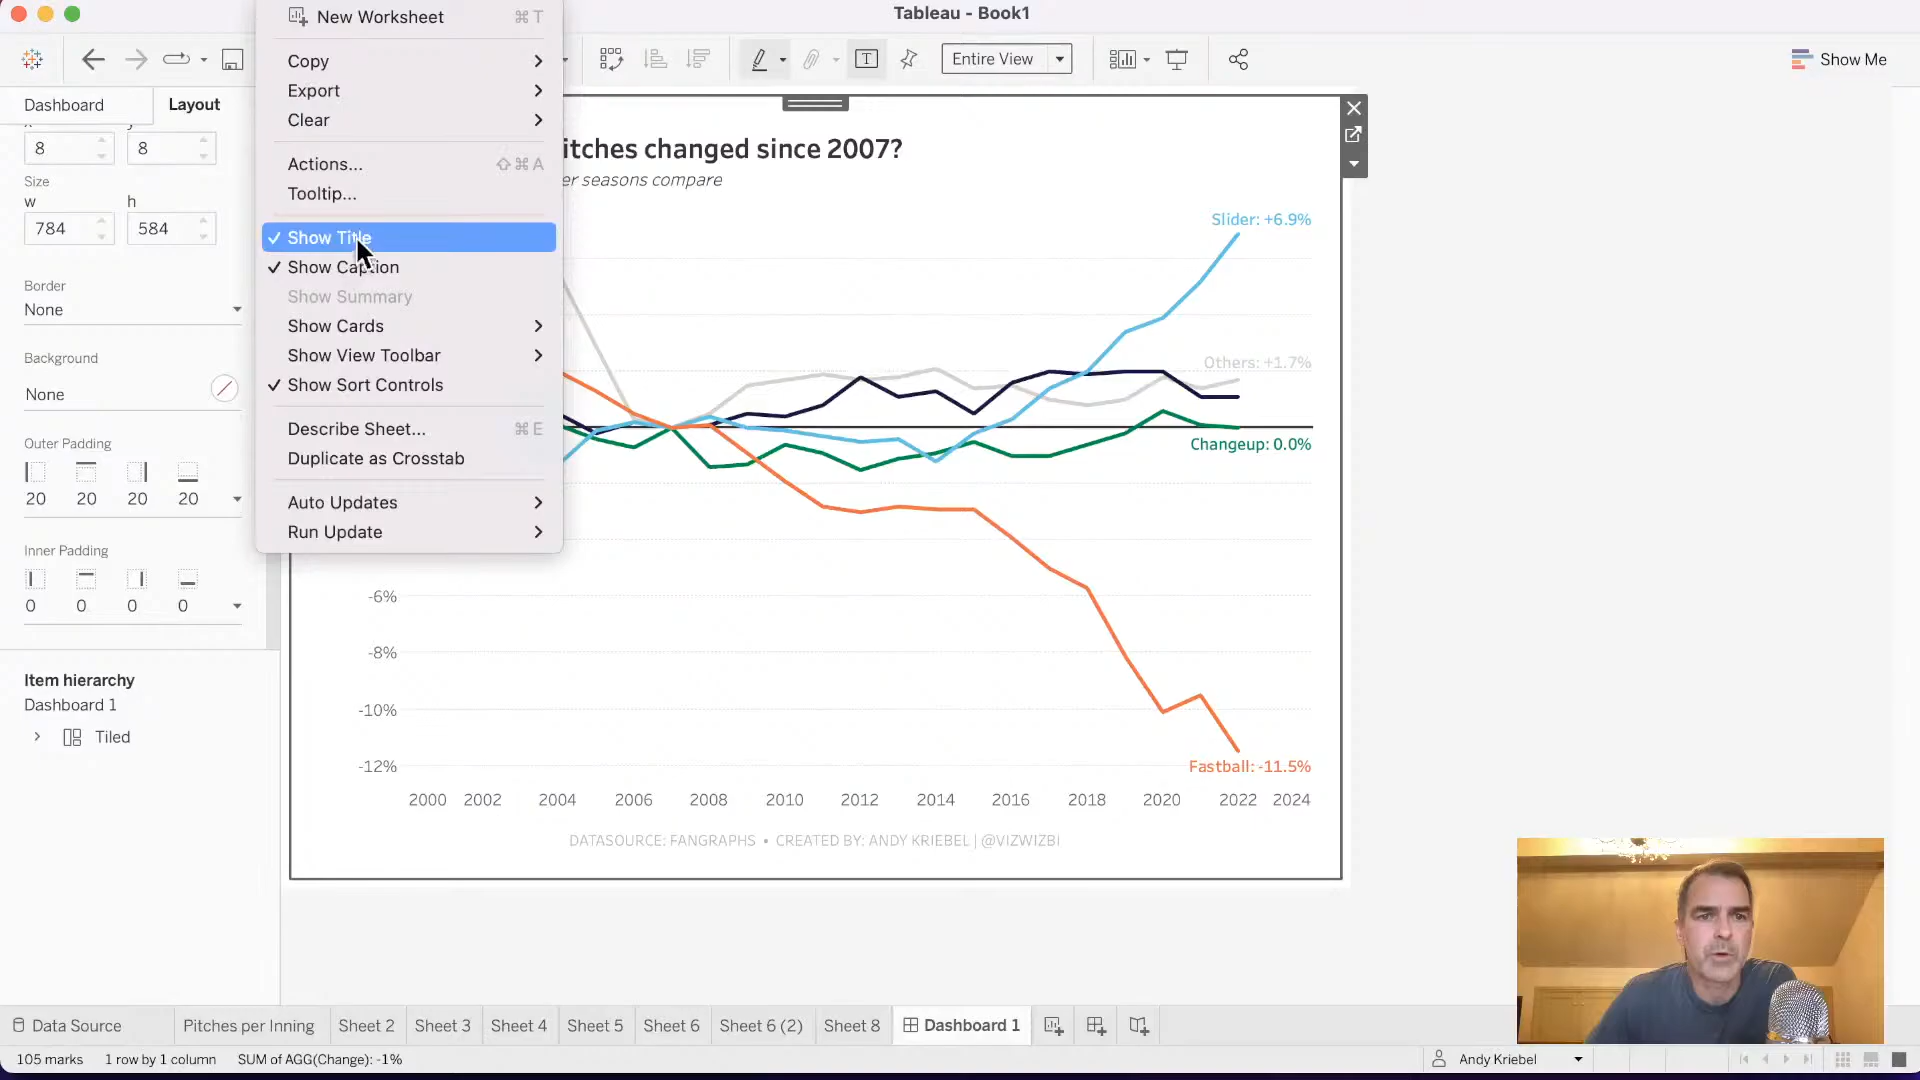 Tableau - Book1
New Worksheet ⌘ T
Entire View
Show Me
Dashboard
Layout
8
8
Size
w
h
784
584
Border
None
Background
None
Outer Padding
20 20 20 20
Inner Padding
0 0 0 0
Item hierarchy
Dashboard 1
Tiled
Copy
Export
Clear
Actions... ⇧ ⌘ A
Tooltip...
Show Title
Show Caption
Show Summary
Show Cards
Show View Toolbar
Show Sort Controls
Describe Sheet... ⌘ E
Duplicate as Crosstab
Auto Updates
Run Update
itches changed since 2007?
er seasons compare
Slider: +6.9%
Others: +1.7%
Changeup: 0.0%
-6%
-8%
-10%
-12%
Fastball: -11.5%
2000 2002 2004 2006 2008 2010 2012 2014 2016 2018 2020 2022 2024
DATASOURCE: FANGRAPHS • CREATED BY: ANDY KRIEBEL | @VIZWIZBI
Data Source
Pitches per Inning
Sheet 2
Sheet 3
Sheet 4
Sheet 5
Sheet 6
Sheet 6 (2)
Sheet 8
Dashboard 1
105 marks
1 row by 1 column
SUM of AGG(Change): -1%
Andy Kriebel